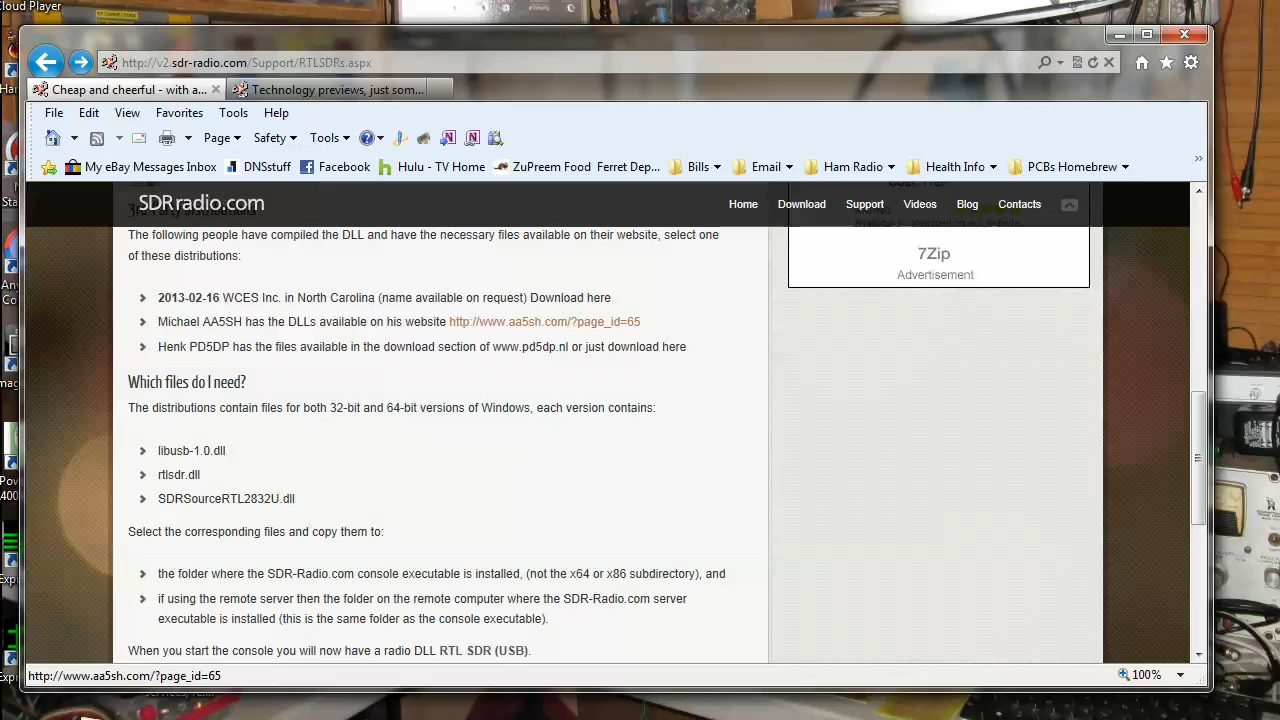 Cloud Player
http://v2.sdr-radio.com/Support/RTLSDRs.aspx
Cheap and cheerful - with a...
Technology previews, just som...
File Edit View Favorites Tools Help
Page Safety Tools
My eBay Messages Inbox DNSstuff Facebook Hulu - TV Home ZuPreem Food Ferret Dep... Bills Email Ham Radio Health Info PCBs Homebrew
SDRradio.com
Home Download Support Videos Blog Contacts
3rd Party Distributions
The following people have compiled the DLL and have the necessary files available on their website, select one
of these distributions:
2013-02-16 WCES Inc. in North Carolina (name available on request) Download here
Michael AA5SH has the DLLs available on his website http://www.aa5sh.com/?page_id=65
Henk PD5DP has the files available in the download section of www.pd5dp.nl or just download here
Which files do I need?
The distributions contain files for both 32-bit and 64-bit versions of Windows, each version contains:
libusb-1.0.dll
rtlsdr.dll
SDRSourceRTL2832U.dll
Select the corresponding files and copy them to:
the folder where the SDR-Radio.com console executable is installed, (not the x64 or x86 subdirectory), and
if using the remote server then the folder on the remote computer where the SDR-Radio.com server
executable is installed (this is the same folder as the console executable).
When you start the console you will now have a radio DLL RTL SDR (USB).
7Zip
Advertisement
http://www.aa5sh.com/?page_id=65
100%